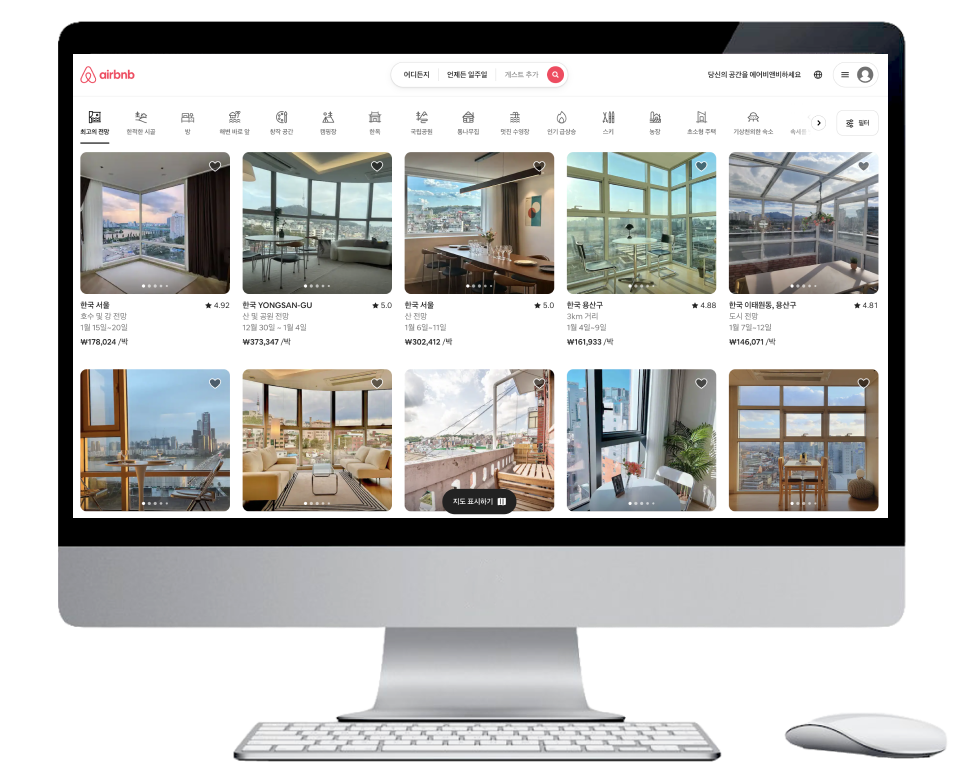 airbnb
어디든지 언제든 일주일 게스트 추가
당신의 공간을 에어비앤비하세요
최고의 전망 한적한 시골 방 해변 바로 앞 창작 공간 캠핑장 한옥 국립공원 통나무집 멋진 수영장 인기 급상승 스키 농장 초소형 주택 기상천외한 숙소 필터
한국 서울 ★ 4.92
호수 및 강 전망
1월 15일~20일
₩178,024 /박
한국 YONGSAN-GU ★ 5.0
산 및 공원 전망
12월 30일 ~ 1월 4일
₩373,347 /박
한국 서울 ★ 5.0
산 전망
1월 6일~11일
₩302,412 /박
한국 용산구 ★ 4.88
3km 거리
1월 4일~9일
₩161,933 /박
한국 이태원동, 용산구 ★ 4.81
도시 전망
1월 7일~12일
₩146,071 /박
지도 표시하기